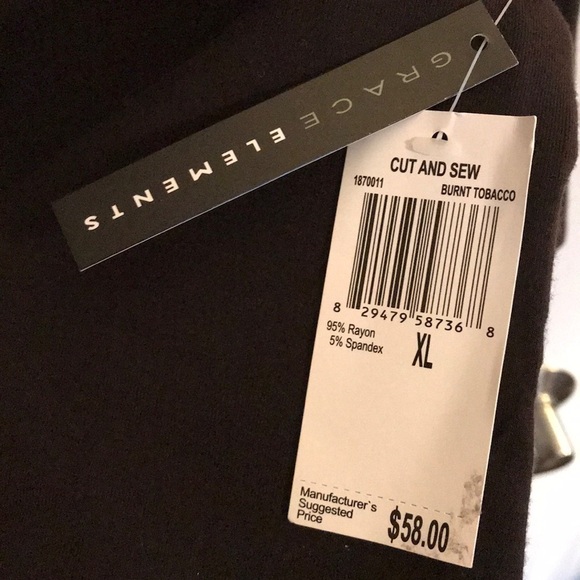 GRACE ELEMENTS
CUT AND SEW
1870011 BURNT TOBACCO
8 29479 58736 8
95% Rayon
5% Spandex
XL
Manufacturer`s
Suggested
Price
$58.00